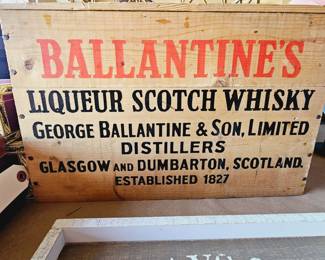 BALLANTINE'S
LIQUEUR SCOTCH WHISKY
GEORGE BALLANTINE & SON, LIMITED
DISTILLERS
GLASGOW AND DUMBARTON, SCOTLAND.
ESTABLISHED 1827